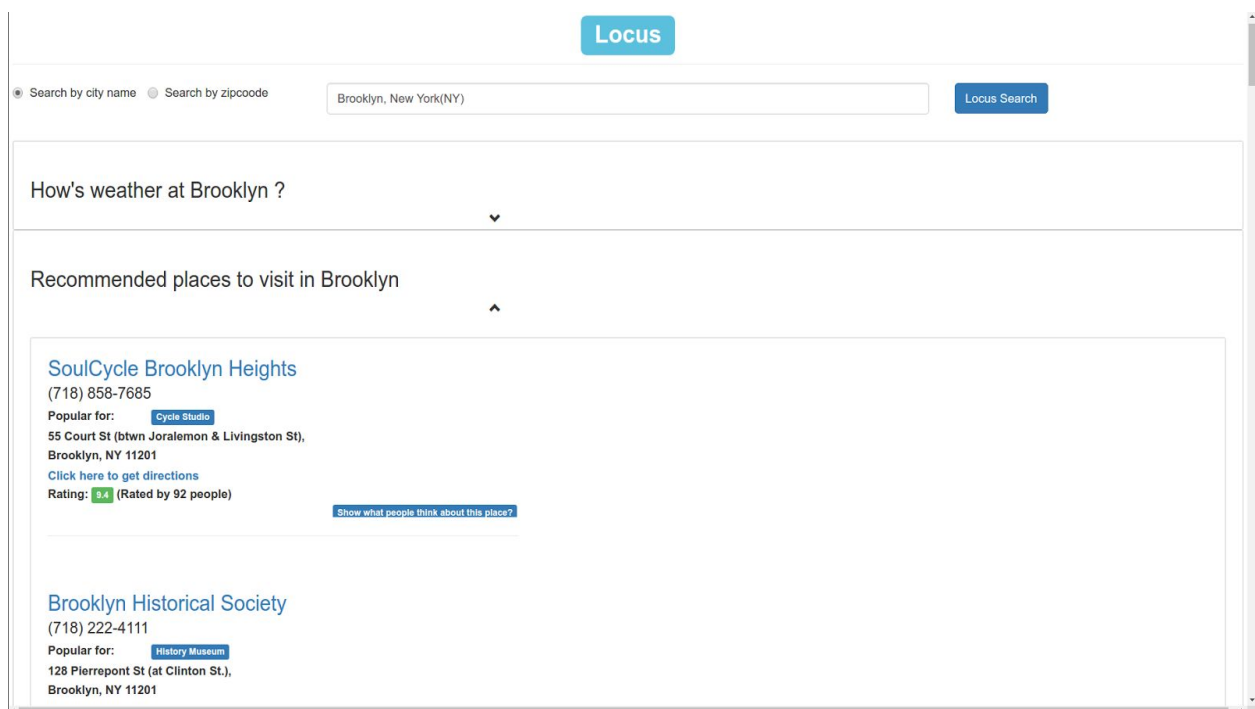 Locus
Search by city name Search by zipcoode Brooklyn, New York(NY) Locus Search
How's weather at Brooklyn ?
Recommended places to visit in Brooklyn
SoulCycle Brooklyn Heights
(718) 858-7685
Popular for: Cycle Studio
55 Court St (btwn Joralemon & Livingston St),
Brooklyn, NY 11201
Click here to get directions
Rating: 9.4 (Rated by 92 people)
Show what people think about this place?
Brooklyn Historical Society
(718) 222-4111
Popular for: History Museum
128 Pierrepont St (at Clinton St.),
Brooklyn, NY 11201